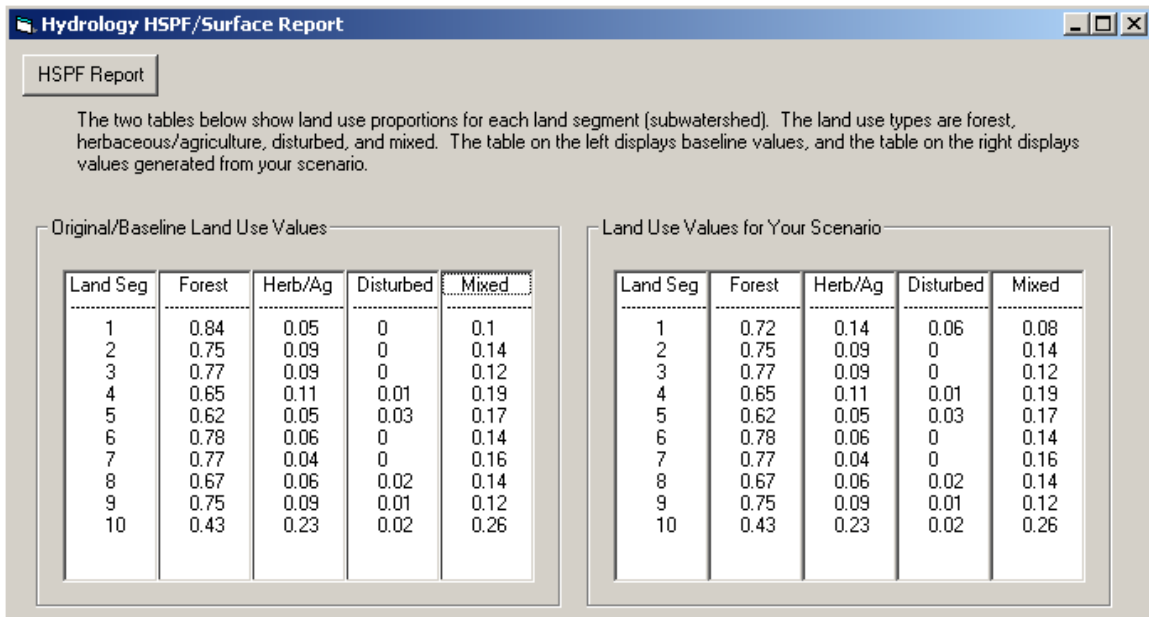 Hydrology HSPF/Surface Report
HSPF Report
The two tables below show land use proportions for each land segment (subwatershed). The land use types are forest,
herbaceous/agriculture, disturbed, and mixed. The table on the left displays baseline values, and the table on the right displays
values generated from your scenario.
Original/Baseline Land Use Values
Land Seg Forest Herb/Ag Disturbed Mixed
1 0.84 0.05 0 0.1
2 0.75 0.09 0 0.14
3 0.77 0.09 0 0.12
4 0.65 0.11 0.01 0.19
5 0.62 0.05 0.03 0.17
6 0.78 0.06 0 0.14
7 0.77 0.04 0 0.16
8 0.67 0.06 0.02 0.14
9 0.75 0.09 0.01 0.12
10 0.43 0.23 0.02 0.26
Land Use Values for Your Scenario
Land Seg Forest Herb/Ag Disturbed Mixed
1 0.72 0.14 0.06 0.08
2 0.75 0.09 0 0.14
3 0.77 0.09 0 0.12
4 0.65 0.11 0.01 0.19
5 0.62 0.05 0.03 0.17
6 0.78 0.06 0 0.14
7 0.77 0.04 0 0.16
8 0.67 0.06 0.02 0.14
9 0.75 0.09 0.01 0.12
10 0.43 0.23 0.02 0.26